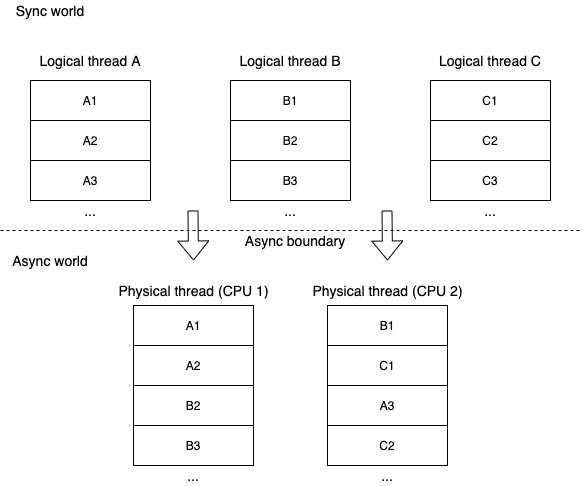 Sync world
Logical thread A
Logical thread B
Logical thread C
A1
B1
C1
A2
B2
C2
A3
B3
C3
...
...
...
Async boundary
Async world
Physical thread (CPU 1)
Physical thread (CPU 2)
A1
B1
A2
C1
B2
A3
B3
C2
...
...